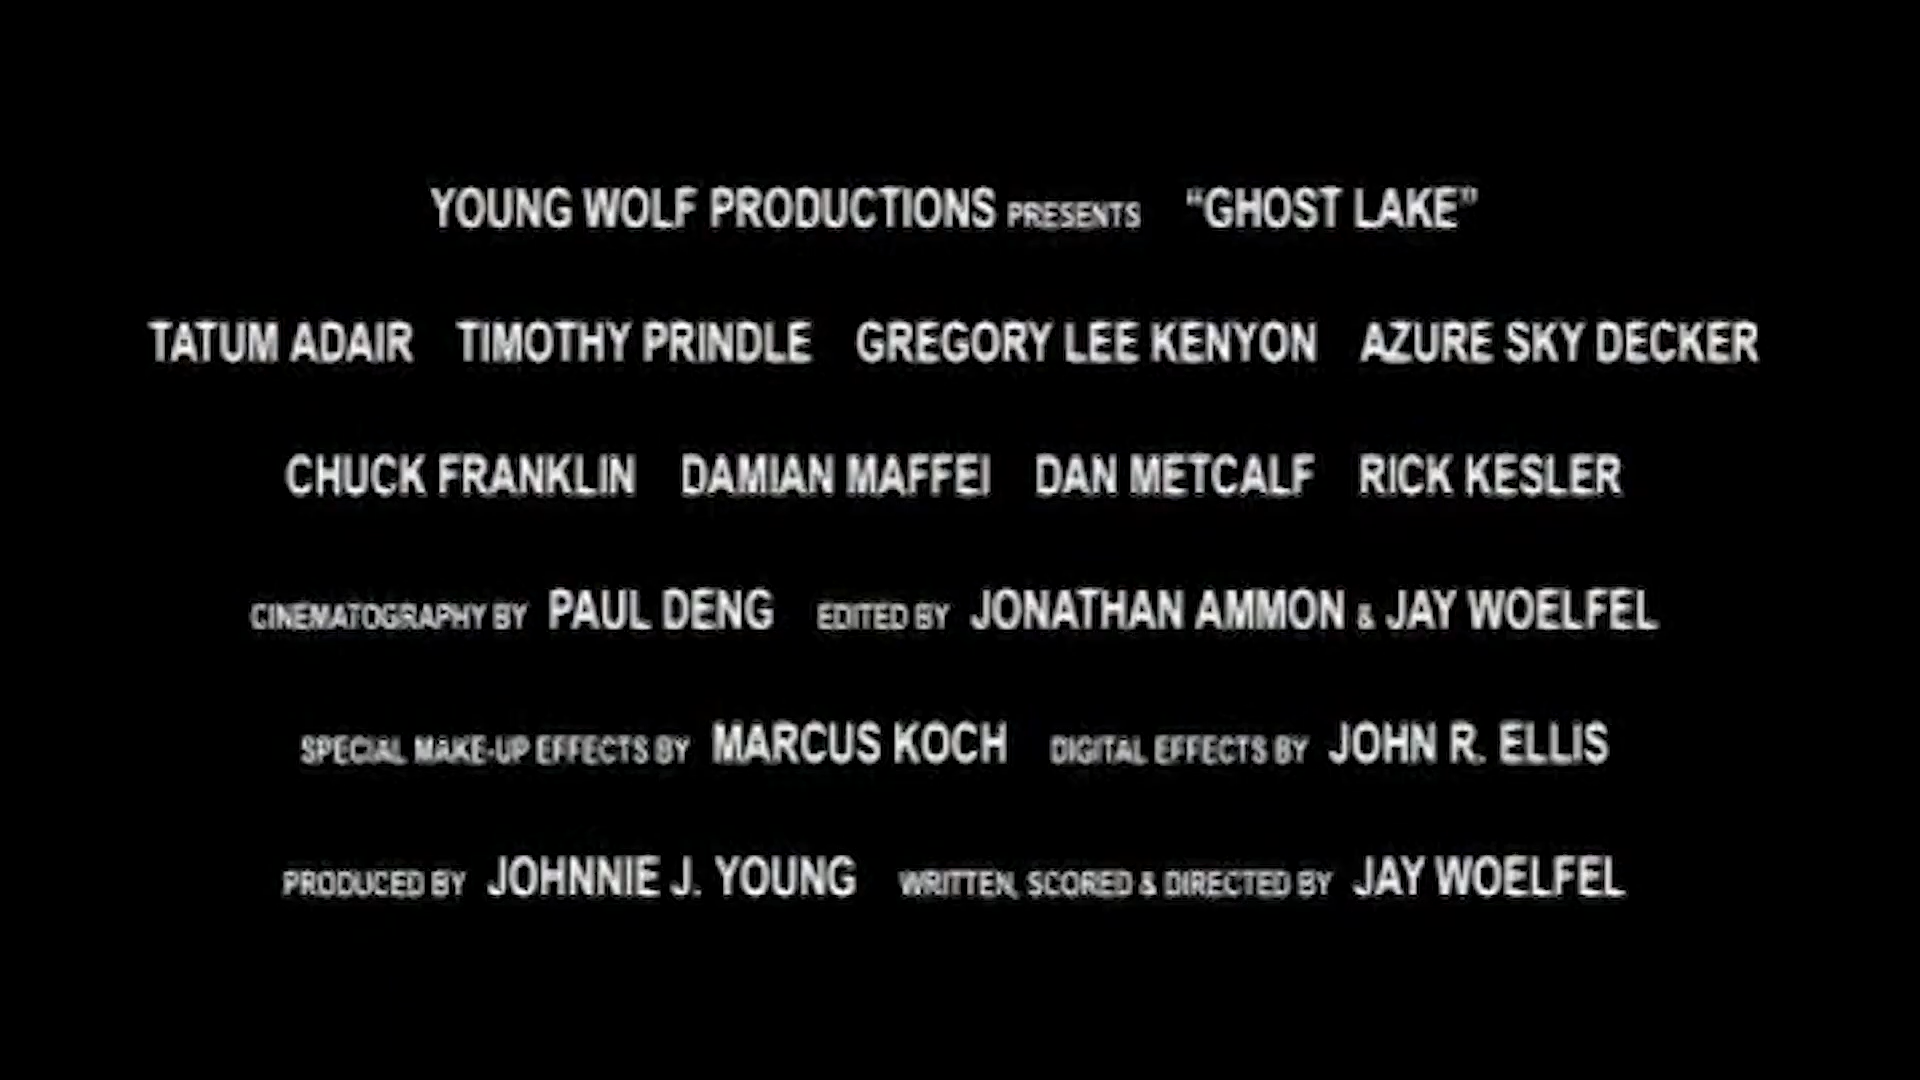 YOUNG WOLF PRODUCTIONS PRESENTS “GHOST LAKE”
TATUM ADAIR TIMOTHY PRINDLE GREGORY LEE KENYON AZURE SKY DECKER
CHUCK FRANKLIN DAMIAN MAFFEI DAN METCALF RICK KESLER
CINEMATOGRAPHY BY PAUL DENG EDITED BY JONATHAN AMMON & JAY WOELFEL
SPECIAL MAKE-UP EFFECTS BY MARCUS KOCH DIGITAL EFFECTS BY JOHN R. ELLIS
PRODUCED BY JOHNNIE J. YOUNG WRITTEN, SCORED & DIRECTED BY JAY WOELFEL